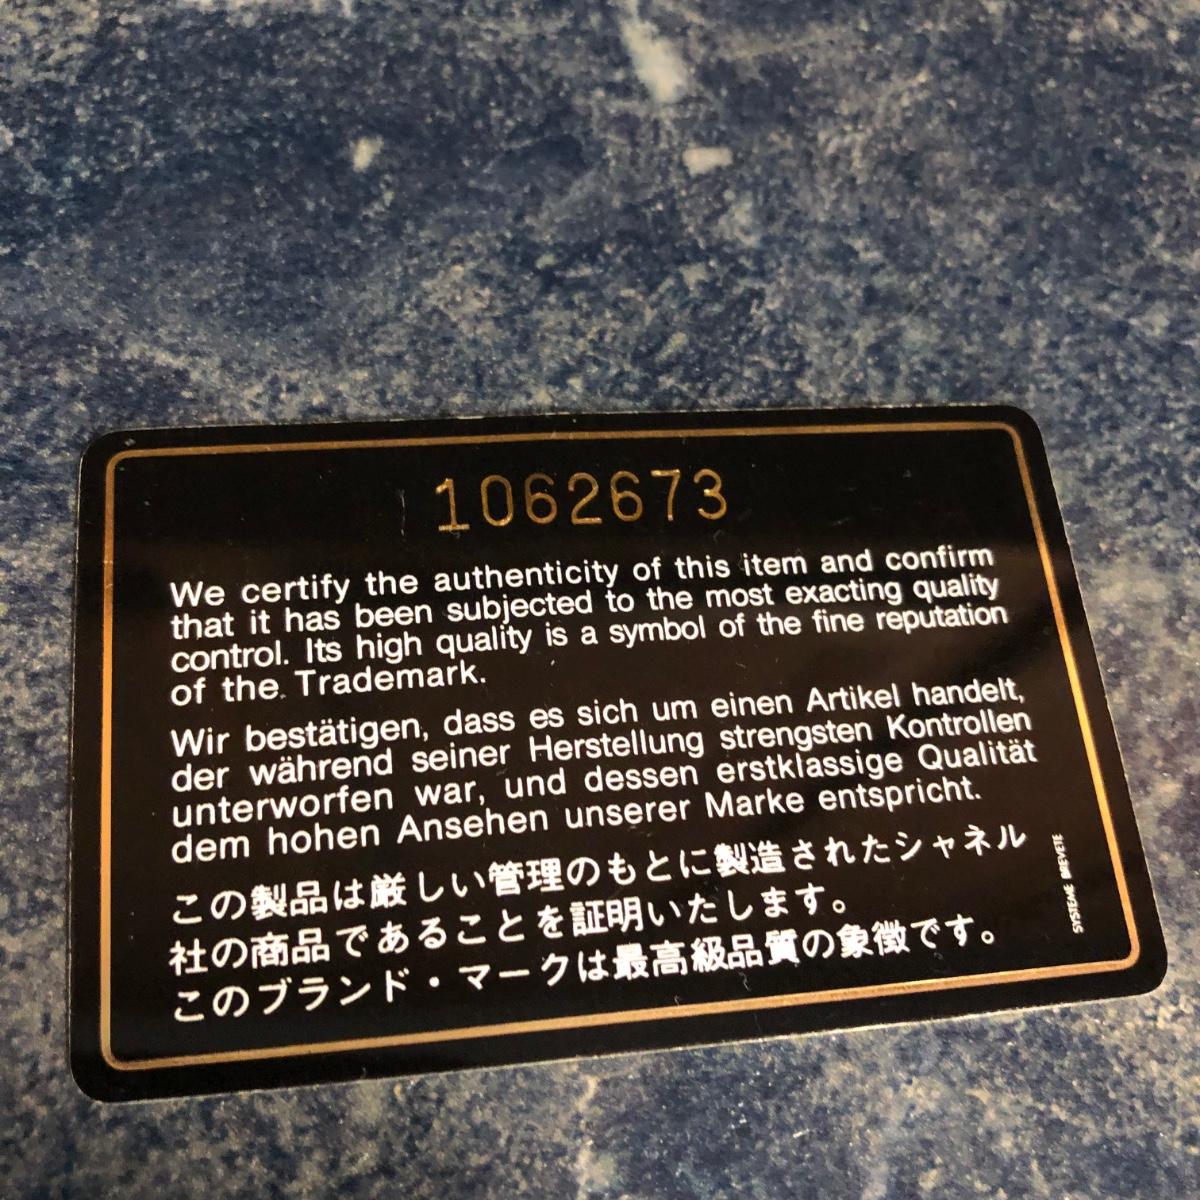 1062673
We certify the authenticity of this item and confirm
that it has been subjected to the most exacting quality
control. Its high quality is a symbol of the fine reputation
of the Trademark.
Wir bestätigen, dass es sich um einen Artikel handelt,
der während seiner Herstellung strengsten Kontrollen
unterworfen war, und dessen erstklassige Qualität
dem hohen Ansehen unserer Marke entspricht.
この製品は厳しい管理のもとに製造されたシャネル
社の商品であることを証明いたします。
このブランド・マークは最高級品質の象徴です。
SYSTEME BREVETE